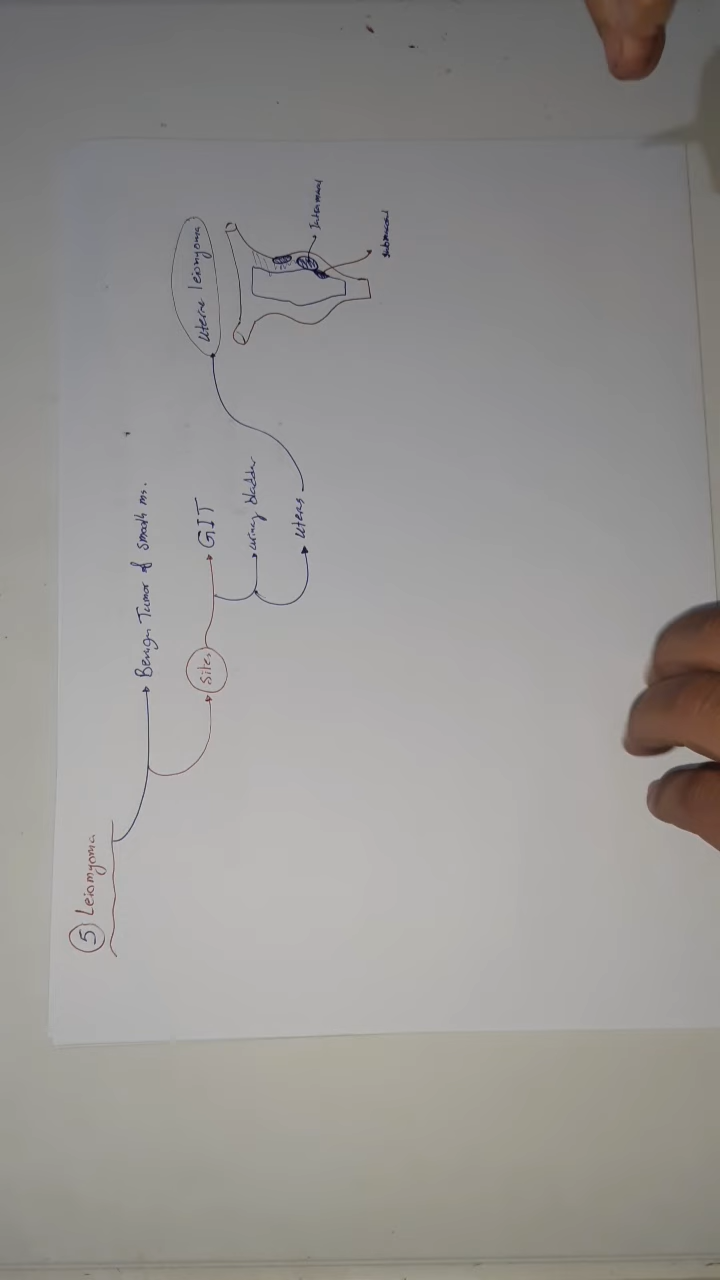 5 Leiomyoma
Benign Tumor of smooth ms.
Sites
GIT
urinary bladder
uterus
uterine leiomyoma
Intramural
submucosal